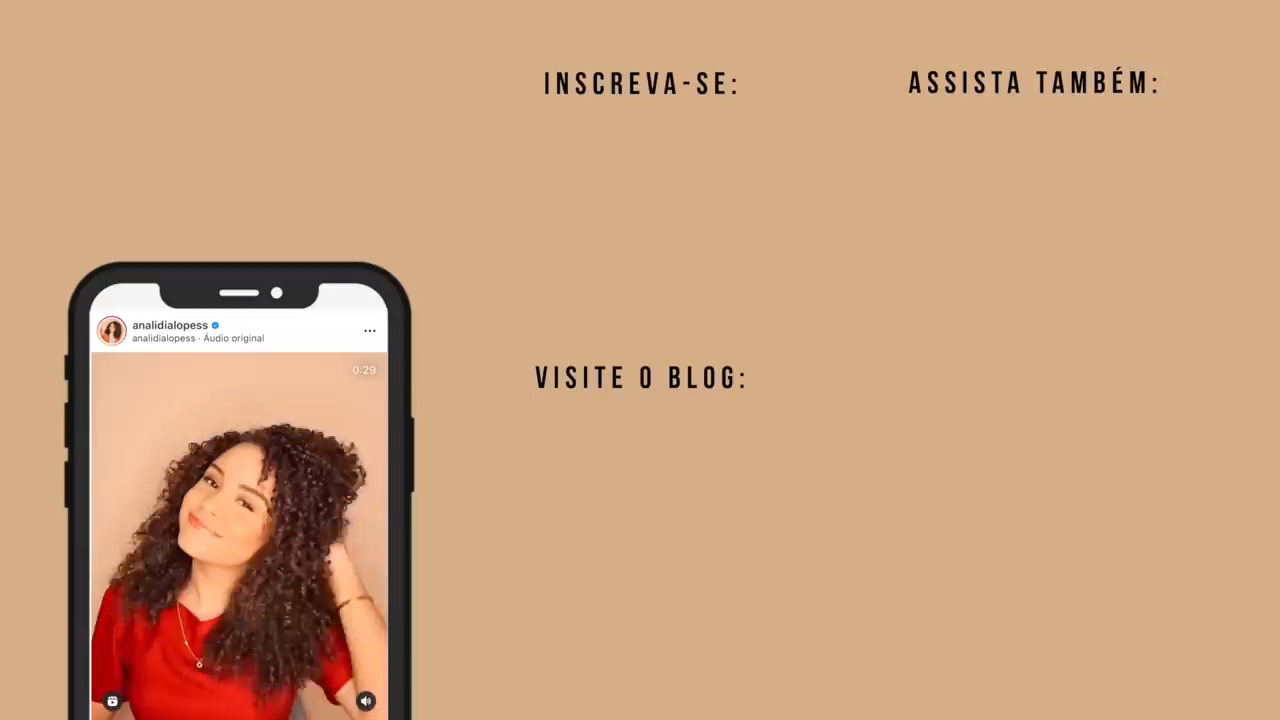 INSCREVA-SE:
ASSISTA TAMBÉM:
analidialopess
analidialopess · Áudio original
0:29
VISITE O BLOG: